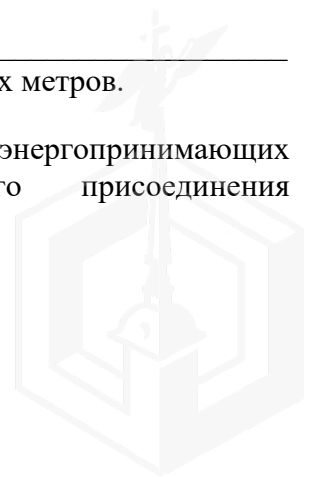 х метров.
энергопринимающих
го присоединения